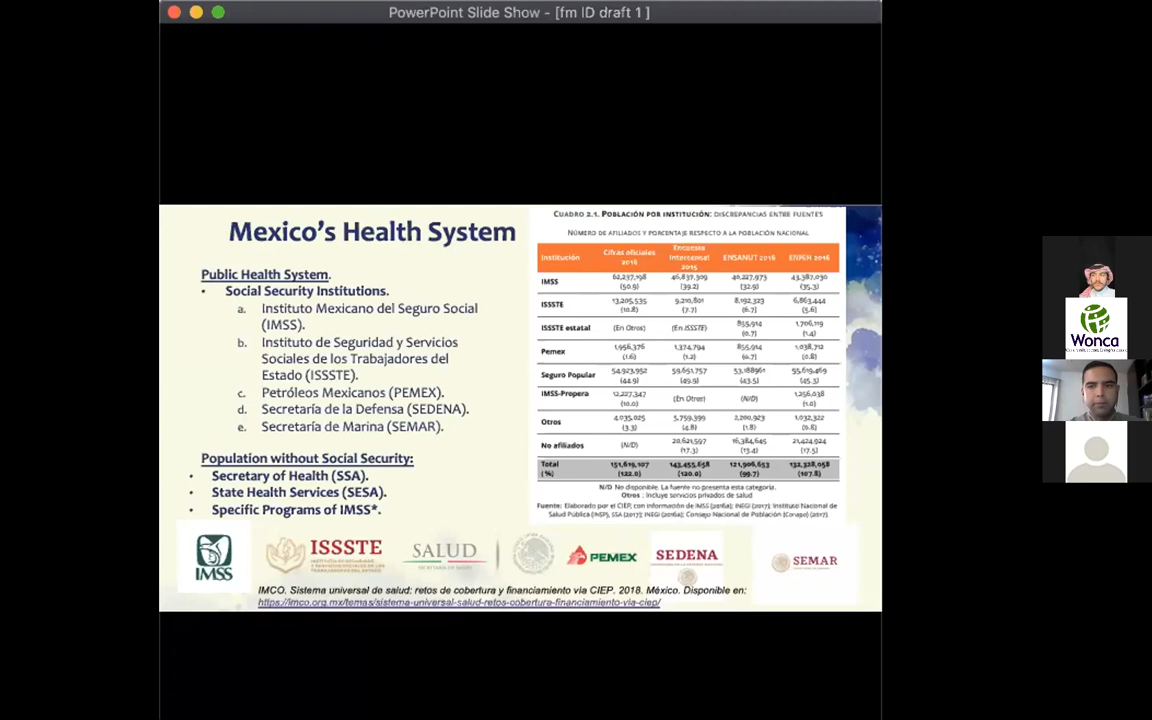 PowerPoint Slide Show - [fm ID draft 1 ]
Mexico's Health System
Public Health System.
• Social Security Institutions.
a. Instituto Mexicano del Seguro Social
(IMSS).
b. Instituto de Seguridad y Servicios
Sociales de los Trabajadores del
Estado (ISSSTE).
c. Petróleos Mexicanos (PEMEX).
d. Secretaría de la Defensa (SEDENA).
e. Secretaría de Marina (SEMAR).
Population without Social Security:
• Secretary of Health (SSA).
• State Health Services (SESA).
• Specific Programs of IMSS*.
CUADRO 2.1. POBLACIÓN POR INSTITUCIÓN: DISCREPANCIAS ENTRE FUENTES
NÚMERO DE AFILIADOS Y PORCENTAJE RESPECTO A LA POBLACIÓN NACIONAL
Institución Cifras oficiales 2016 Encuesta Intercensal 2015 ENSANUT 2016 ENIGH 2016
IMSS 62,237,198 46,837,309 40,227,973 43,387,030
(50.9) (39.2) (32.9) (35.3)
ISSSTE 13,205,535 9,210,801 8,192,323 6,863,444
(10.8) (7.7) (6.7) (5.6)
ISSSTE estatal (En Otros) (En ISSSTE) 855,914 1,706,119
(0.7) (1.4)
Pemex 1,956,376 1,374,794 855,914 1,038,712
(1.6) (1.2) (0.7) (0.8)
Seguro Popular 54,923,952 59,651,757 53,188961 55,619,469
(44.9) (49.9) (43.5) (45.3)
IMSS-Propera 12,227,347 (En Otros) (N/D) 1,256,038
(10.0) (1.0)
Otros 4,035,025 5,759,399 2,200,923 1,032,322
(3.3) (4.8) (1.8) (0.8)
No afiliados (N/D) 20,621,597 16,384,645 21,424,924
(17.3) (13.4) (17.5)
Total 151,619,107 143,455,658 121,906,653 132,328,058
(%) (122.0) (120.0) (99.7) (107.8)
N/D No disponible. La fuente no presenta esta categoría.
Otros : Incluye servicios privados de salud
Fuente: Elaborado por el CIEP, con información de IMSS (2016a); INEGI (2017); Instituto Nacional de
Salud Pública (INSP), SSA (2017); INEGI (2016a); Consejo Nacional de Población (Conapo) (2017).
IMSS
ISSSTE
SALUD
PEMEX
SEDENA
SEMAR
IMCO. Sistema universal de salud: retos de cobertura y financiamiento vía CIEP. 2018. México. Disponible en:
https://imco.org.mx/temas/sistema-universal-salud-retos-cobertura-financiamiento-via-ciep/
Wonca